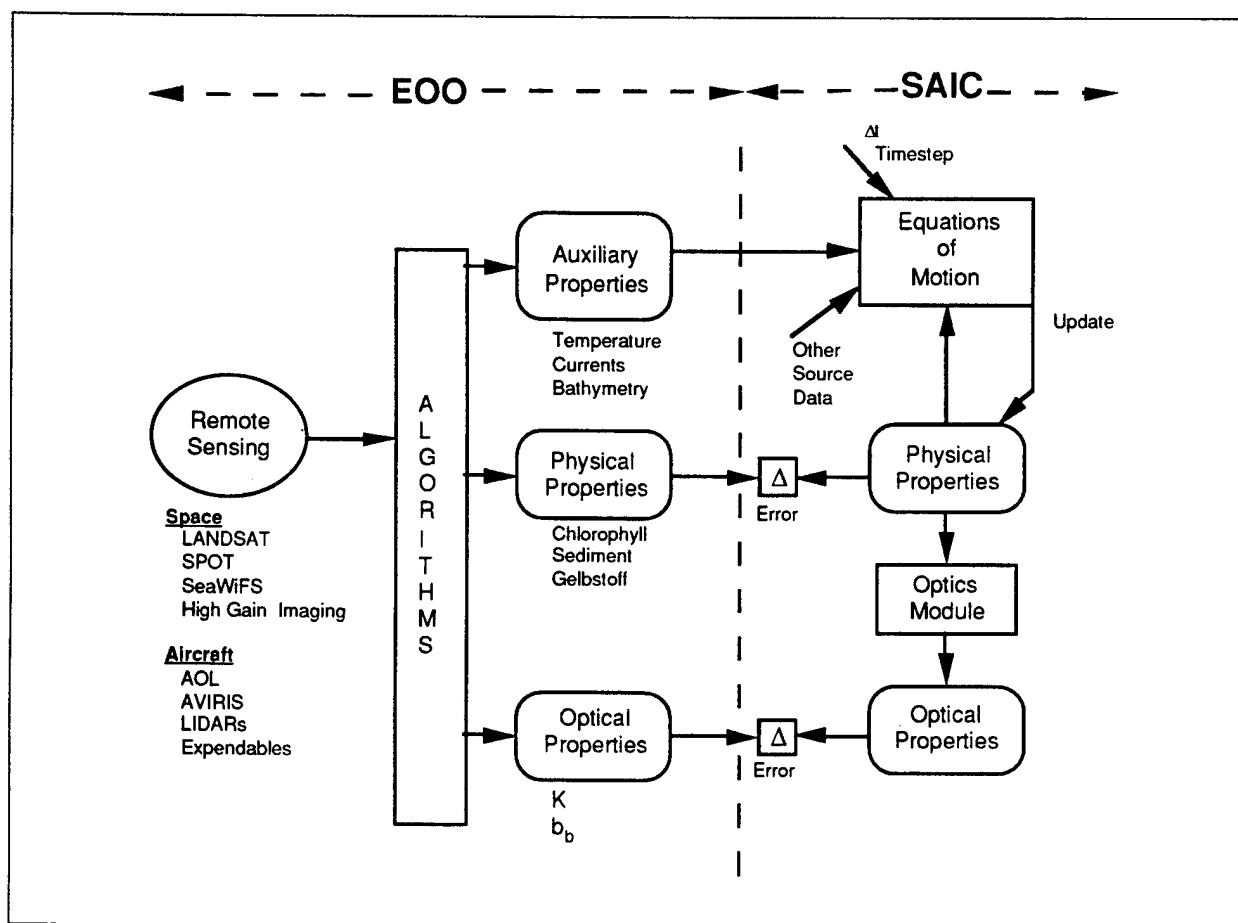 EOO
SAIC
Δt
Timestep
Equations
of
Motion
Auxiliary
Properties
Update
Temperature
Currents
Bathymetry
Other
Source
Data
Remote
Sensing
ALGORITHMS
Physical
Properties
Δ
Error
Physical
Properties
Space
LANDSAT
SPOT
SeaWiFS
High Gain Imaging
Chlorophyll
Sediment
Gelbstoff
Optics
Module
Aircraft
AOL
AVIRIS
LIDARs
Expendables
Optical
Properties
Δ
Error
Optical
Properties
K
b_b